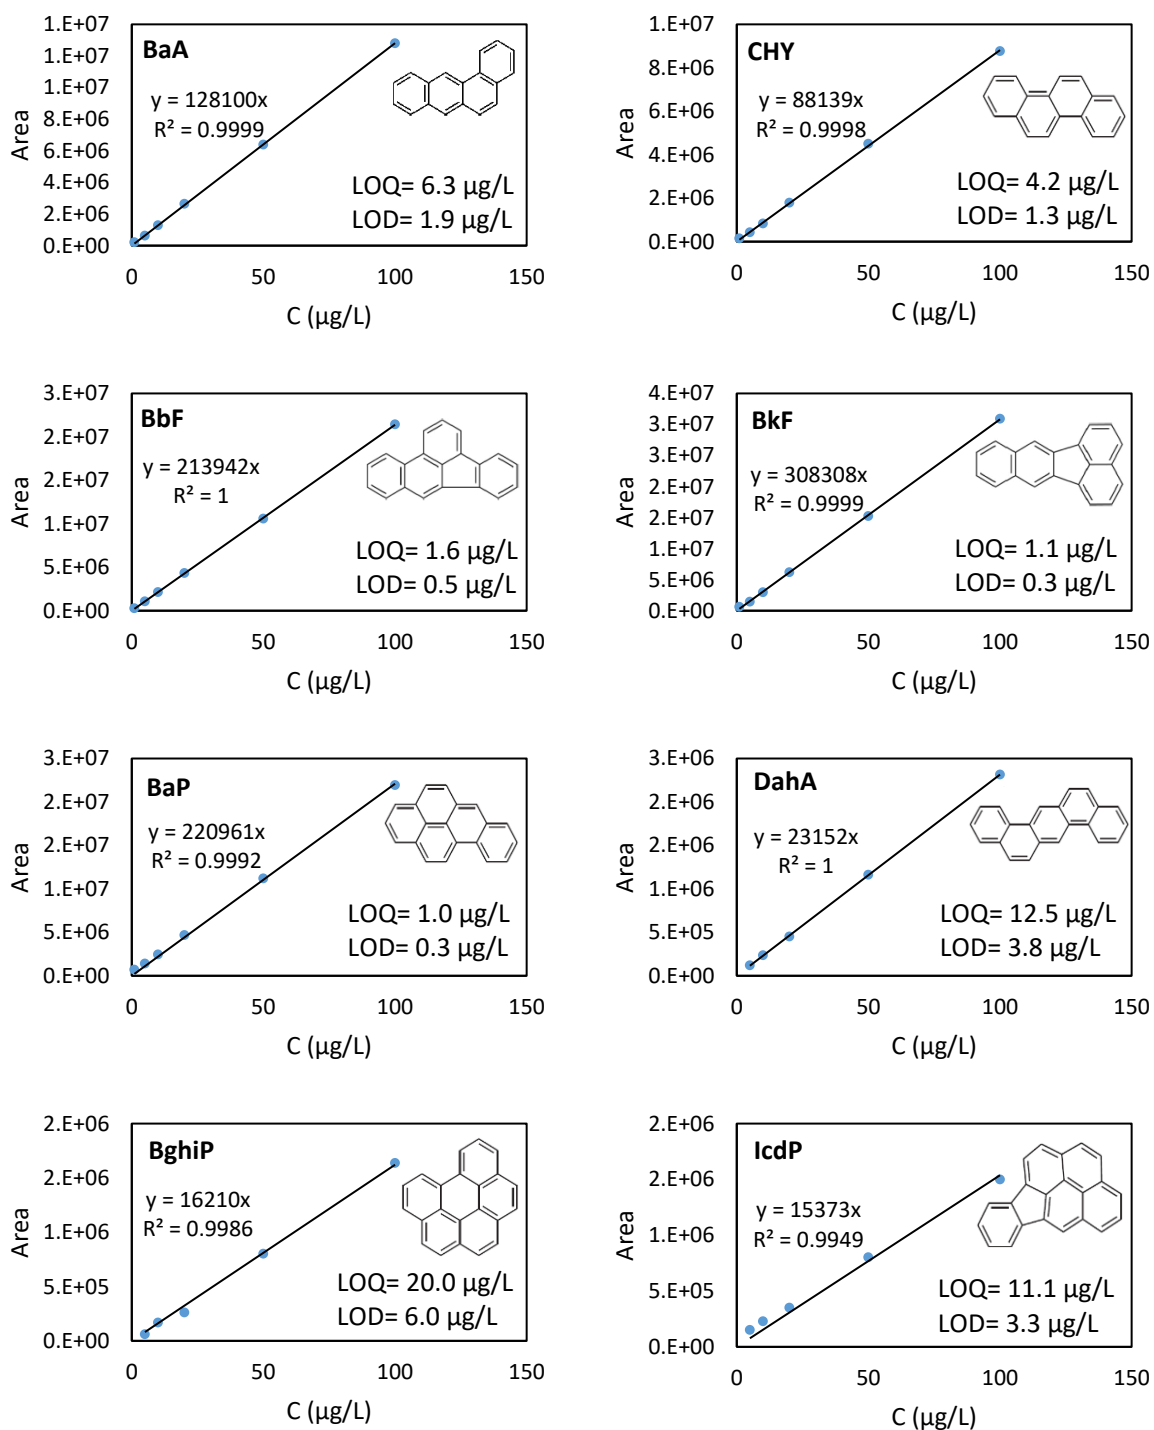 1.E+07
1.E+07
1.E+07
8.E+06
6.E+06
4.E+06
2.E+06
0.E+00
Area
BaA
y = 128100x
R² = 0.9999
LOQ= 6.3 µg/L
LOD= 1.9 µg/L
0 50 100 150
C (µg/L)
1.E+07
8.E+06
6.E+06
4.E+06
2.E+06
0.E+00
Area
CHY
y = 88139x
R² = 0.9998
LOQ= 4.2 µg/L
LOD= 1.3 µg/L
0 50 100 150
C (µg/L)
3.E+07
2.E+07
2.E+07
1.E+07
5.E+06
0.E+00
Area
BbF
y = 213942x
R² = 1
LOQ= 1.6 µg/L
LOD= 0.5 µg/L
0 50 100 150
C (µg/L)
4.E+07
3.E+07
3.E+07
2.E+07
2.E+07
1.E+07
5.E+06
0.E+00
Area
BkF
y = 308308x
R² = 0.9999
LOQ= 1.1 µg/L
LOD= 0.3 µg/L
0 50 100 150
C (µg/L)
3.E+07
2.E+07
2.E+07
1.E+07
5.E+06
0.E+00
Area
BaP
y = 220961x
R² = 0.9992
LOQ= 1.0 µg/L
LOD= 0.3 µg/L
0 50 100 150
C (µg/L)
3.E+06
2.E+06
2.E+06
1.E+06
5.E+05
0.E+00
Area
DahA
y = 23152x
R² = 1
LOQ= 12.5 µg/L
LOD= 3.8 µg/L
0 50 100 150
C (µg/L)
2.E+06
2.E+06
1.E+06
5.E+05
0.E+00
Area
BghiP
y = 16210x
R² = 0.9986
LOQ= 20.0 µg/L
LOD= 6.0 µg/L
0 50 100 150
C (µg/L)
2.E+06
2.E+06
1.E+06
5.E+05
0.E+00
Area
IcdP
y = 15373x
R² = 0.9949
LOQ= 11.1 µg/L
LOD= 3.3 µg/L
0 50 100 150
C (µg/L)